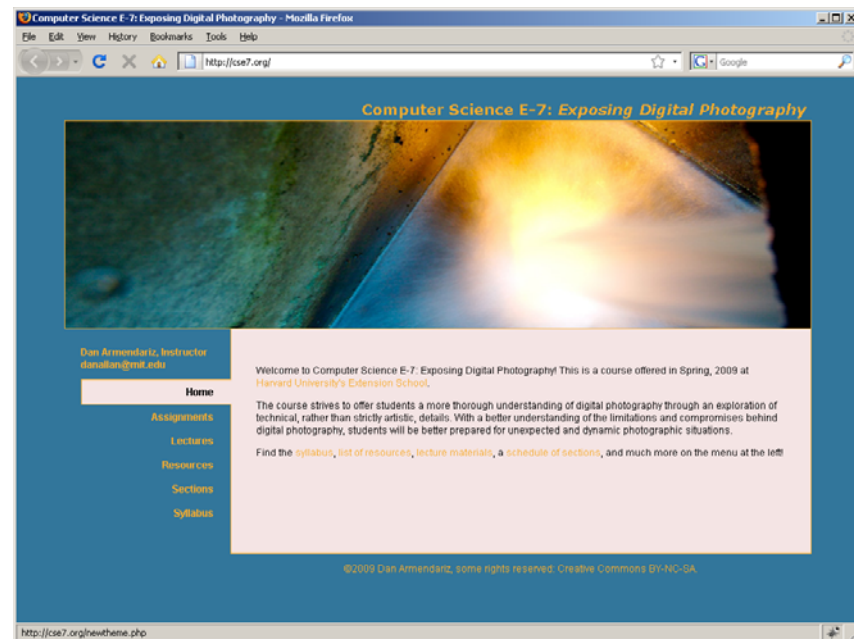 Computer Science E-7: Exposing Digital Photography - Mozilla Firefox
File Edit View History Bookmarks Tools Help
http://cse7.org/
Google
Computer Science E-7: Exposing Digital Photography
Dan Armendariz, Instructor
danallan@mit.edu
Home
Assignments
Lectures
Resources
Sections
Syllabus
Welcome to Computer Science E-7: Exposing Digital Photography! This is a course offered in Spring, 2009 at
Harvard University's Extension School.
The course strives to offer students a more thorough understanding of digital photography through an exploration of
technical, rather than strictly artistic, details. With a better understanding of the limitations and compromises behind
digital photography, students will be better prepared for unexpected and dynamic photographic situations.
Find the syllabus, list of resources, lecture materials, a schedule of sections, and much more on the menu at the left!
©2009 Dan Armendariz, some rights reserved: Creative Commons BY-NC-SA.
http://cse7.org/newtheme.php